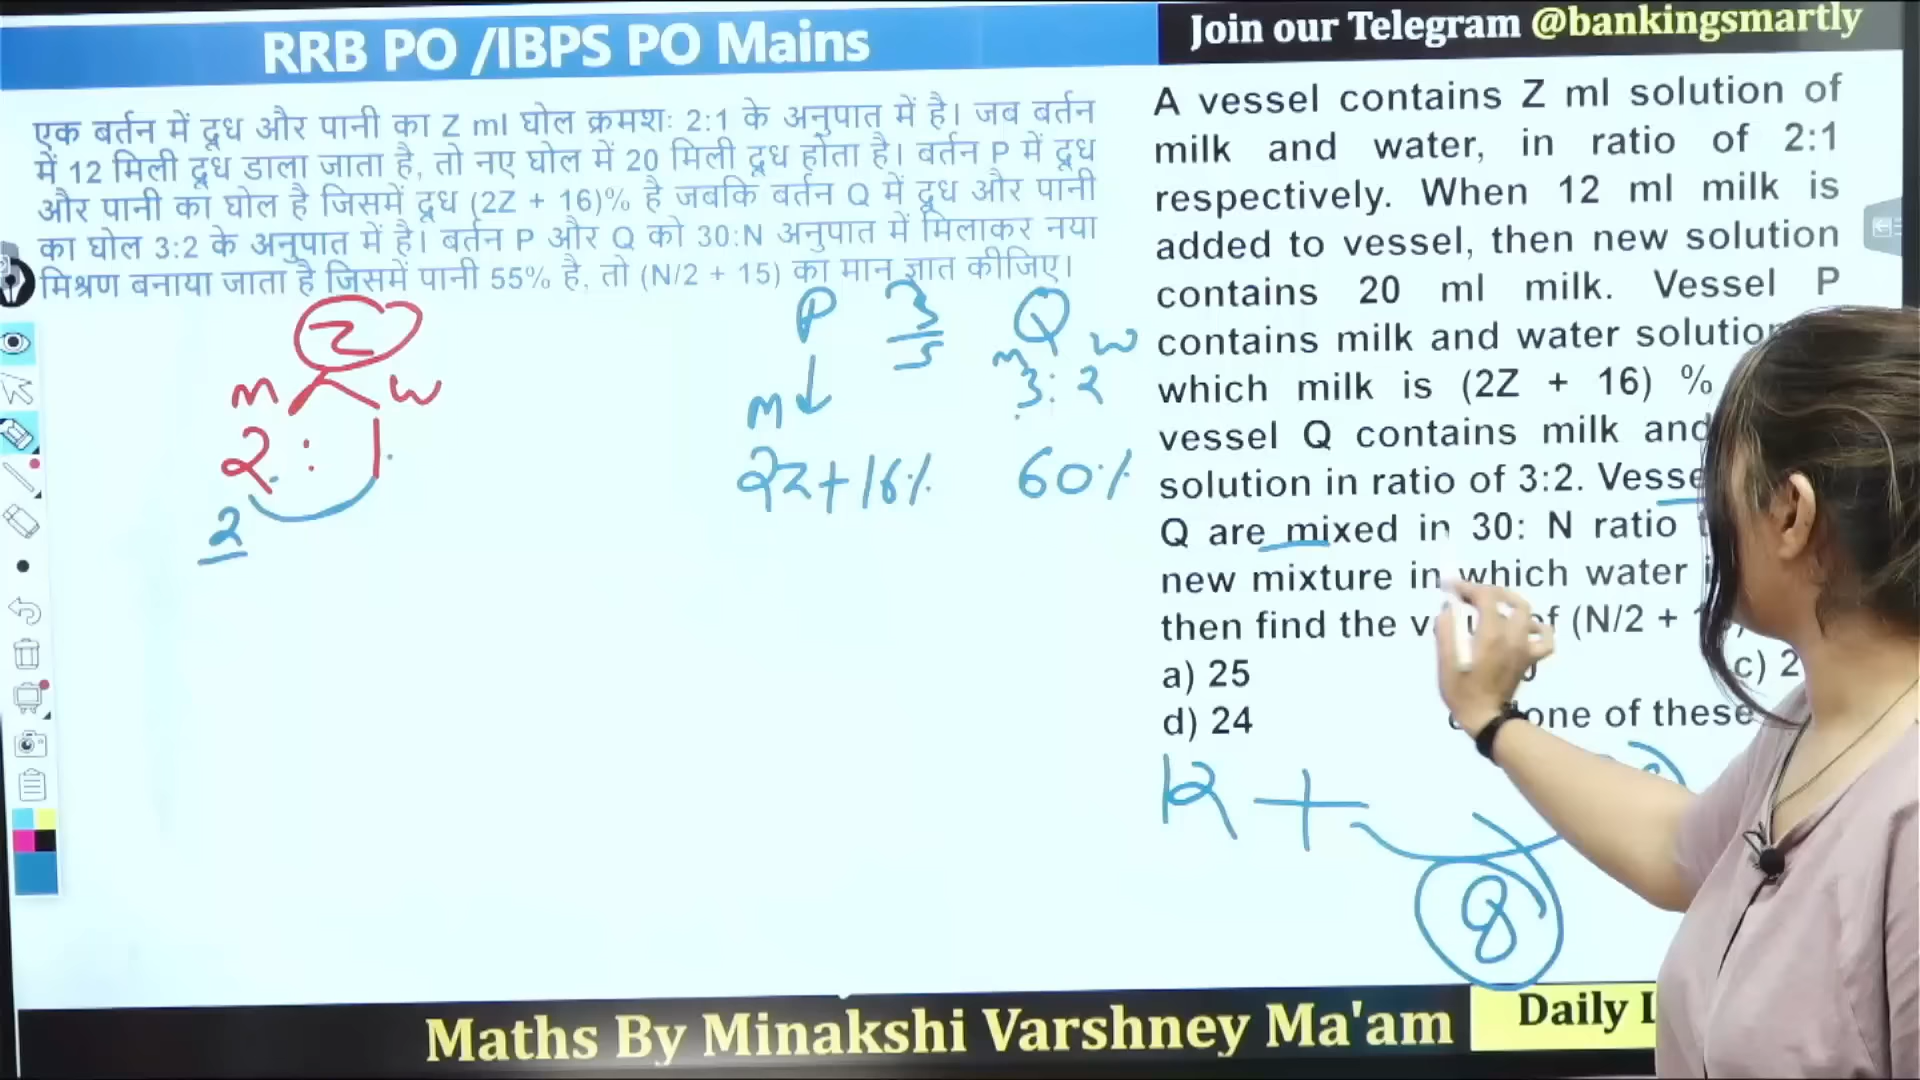 RRB PO /IBPS PO Mains
Join our Telegram @bankingsmartly
एक बर्तन में दूध और पानी का Z ml घोल क्रमशः 2:1 के अनुपात में है। जब बर्तन
में 12 मिली दूध डाला जाता है, तो नए घोल में 20 मिली दूध होता है। बर्तन P में दूध
और पानी का घोल है जिसमें दूध (2Z + 16)% है जबकि बर्तन Q में दूध और पानी
का घोल 3:2 के अनुपात में है। बर्तन P और Q को 30:N अनुपात में मिलाकर नया
मिश्रण बनाया जाता है जिसमें पानी 55% है, तो (N/2 + 15) का मान ज्ञात कीजिए।
A vessel contains Z ml solution of
milk and water, in ratio of 2:1
respectively. When 12 ml milk is
added to vessel, then new solution
contains 20 ml milk. Vessel P
contains milk and water
which milk is (2Z + 16) %
vessel Q contains milk and
solution in ratio of 3:2.
Q are mixed in 30: N ratio
new mixture in which water
then find the (N/2 +
a) 25
c)
d) 24
of these
Z
m w
2 : 1
2
P 3/5 Q
m w
3 : 2
m
2Z+16% 60%
12 +
8
Maths By Minakshi Varshney Ma'am
Daily